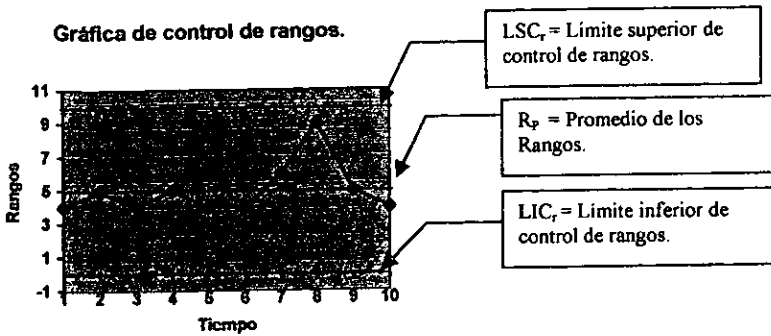 Gráfica de control de rangos.
LSCr = Límite superior de
control de rangos.
RP = Promedio de los
Rangos.
LICr = Límite inferior de
control de rangos.
Rangos
11
9
7
5
3
1
-1
1 2 3 4 5 6 7 8 9 10
Tiempo